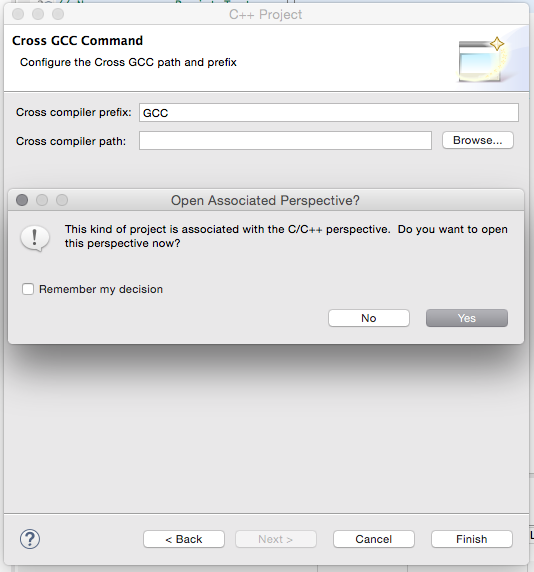 C++ Project
Cross GCC Command
Configure the Cross GCC path and prefix
Cross compiler prefix: GCC
Cross compiler path: Browse...
Open Associated Perspective?
This kind of project is associated with the C/C++ perspective. Do you want to open
this perspective now?
Remember my decision
No Yes
? < Back Next > Cancel Finish